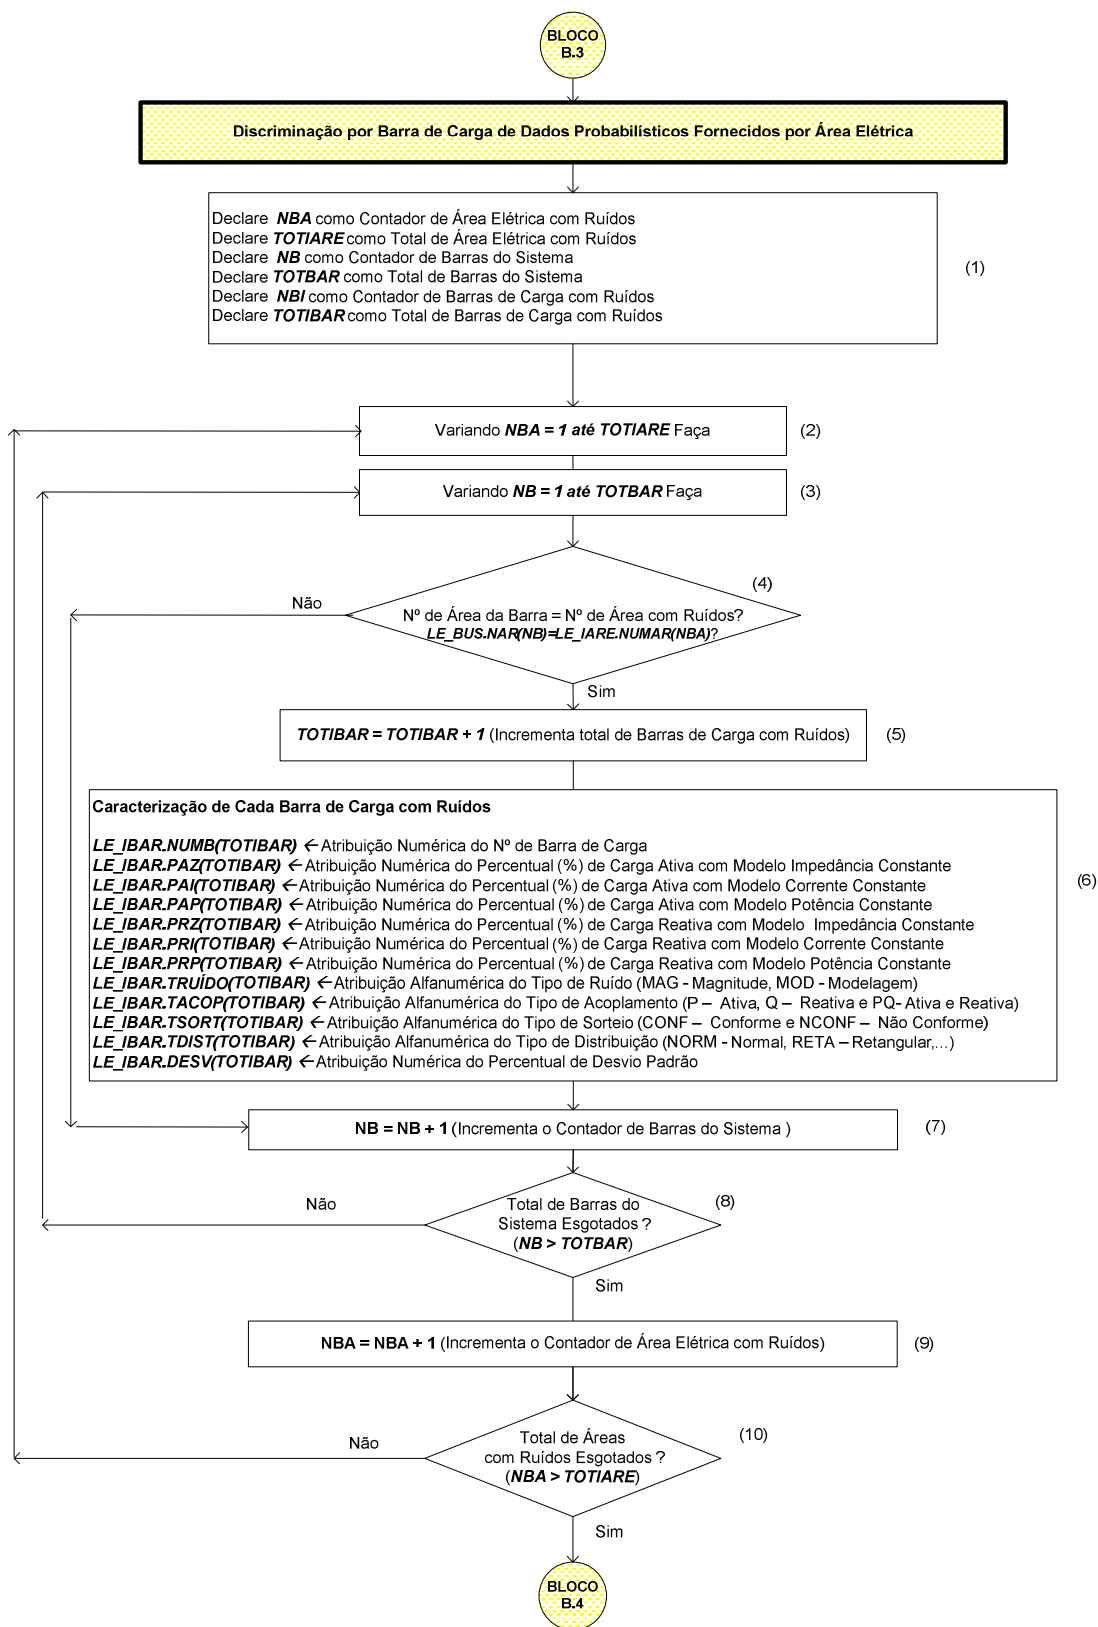 BLOCO
B.3
Discriminação por Barra de Carga de Dados Probabilísticos Fornecidos por Área Elétrica
Declare NBA como Contador de Área Elétrica com Ruídos
Declare TOTIARE como Total de Área Elétrica com Ruídos
Declare NB como Contador de Barras do Sistema
Declare TOTBAR como Total de Barras do Sistema
Declare NBI como Contador de Barras de Carga com Ruídos
Declare TOTIBAR como Total de Barras de Carga com Ruídos
(1)
Variando NBA = 1 até TOTIARE Faça
(2)
Variando NB = 1 até TOTBAR Faça
(3)
(4)
Não
Nº de Área da Barra = Nº de Área com Ruídos?
LE_BUS.NAR(NB)=LE_IARE.NUMAR(NBA)?
Sim
TOTIBAR = TOTIBAR + 1 (Incrementa total de Barras de Carga com Ruídos)
(5)
Caracterização de Cada Barra de Carga com Ruídos
LE_IBAR.NUMB(TOTIBAR) ← Atribuição Numérica do Nº de Barra de Carga
LE_IBAR.PAZ(TOTIBAR) ← Atribuição Numérica do Percentual (%) de Carga Ativa com Modelo Impedância Constante
LE_IBAR.PAI(TOTIBAR) ← Atribuição Numérica do Percentual (%) de Carga Ativa com Modelo Corrente Constante
LE_IBAR.PAP(TOTIBAR) ← Atribuição Numérica do Percentual (%) de Carga Ativa com Modelo Potência Constante
LE_IBAR.PRZ(TOTIBAR) ← Atribuição Numérica do Percentual (%) de Carga Reativa com Modelo Impedância Constante
LE_IBAR.PRI(TOTIBAR) ← Atribuição Numérica do Percentual (%) de Carga Reativa com Modelo Corrente Constante
LE_IBAR.PRP(TOTIBAR) ← Atribuição Numérica do Percentual (%) de Carga Reativa com Modelo Potência Constante
LE_IBAR.TRUÍDO(TOTIBAR) ← Atribuição Alfanumérica do Tipo de Ruído (MAG - Magnitude, MOD - Modelagem)
LE_IBAR.TACOP(TOTIBAR) ← Atribuição Alfanumérica do Tipo de Acoplamento (P – Ativa, Q – Reativa e PQ- Ativa e Reativa)
LE_IBAR.TSORT(TOTIBAR) ← Atribuição Alfanumérica do Tipo de Sorteio (CONF – Conforme e NCONF – Não Conforme)
LE_IBAR.TDIST(TOTIBAR) ← Atribuição Alfanumérica do Tipo de Distribuição (NORM - Normal, RETA – Retangular,...)
LE_IBAR.DESV(TOTIBAR) ← Atribuição Numérica do Percentual de Desvio Padrão
(6)
NB = NB + 1 (Incrementa o Contador de Barras do Sistema )
(7)
Não
Total de Barras do
Sistema Esgotados ?
(NB > TOTBAR)
(8)
Sim
NBA = NBA + 1 (Incrementa o Contador de Área Elétrica com Ruídos)
(9)
Não
Total de Áreas
com Ruídos Esgotados ?
(NBA > TOTIARE)
(10)
Sim
BLOCO
B.4